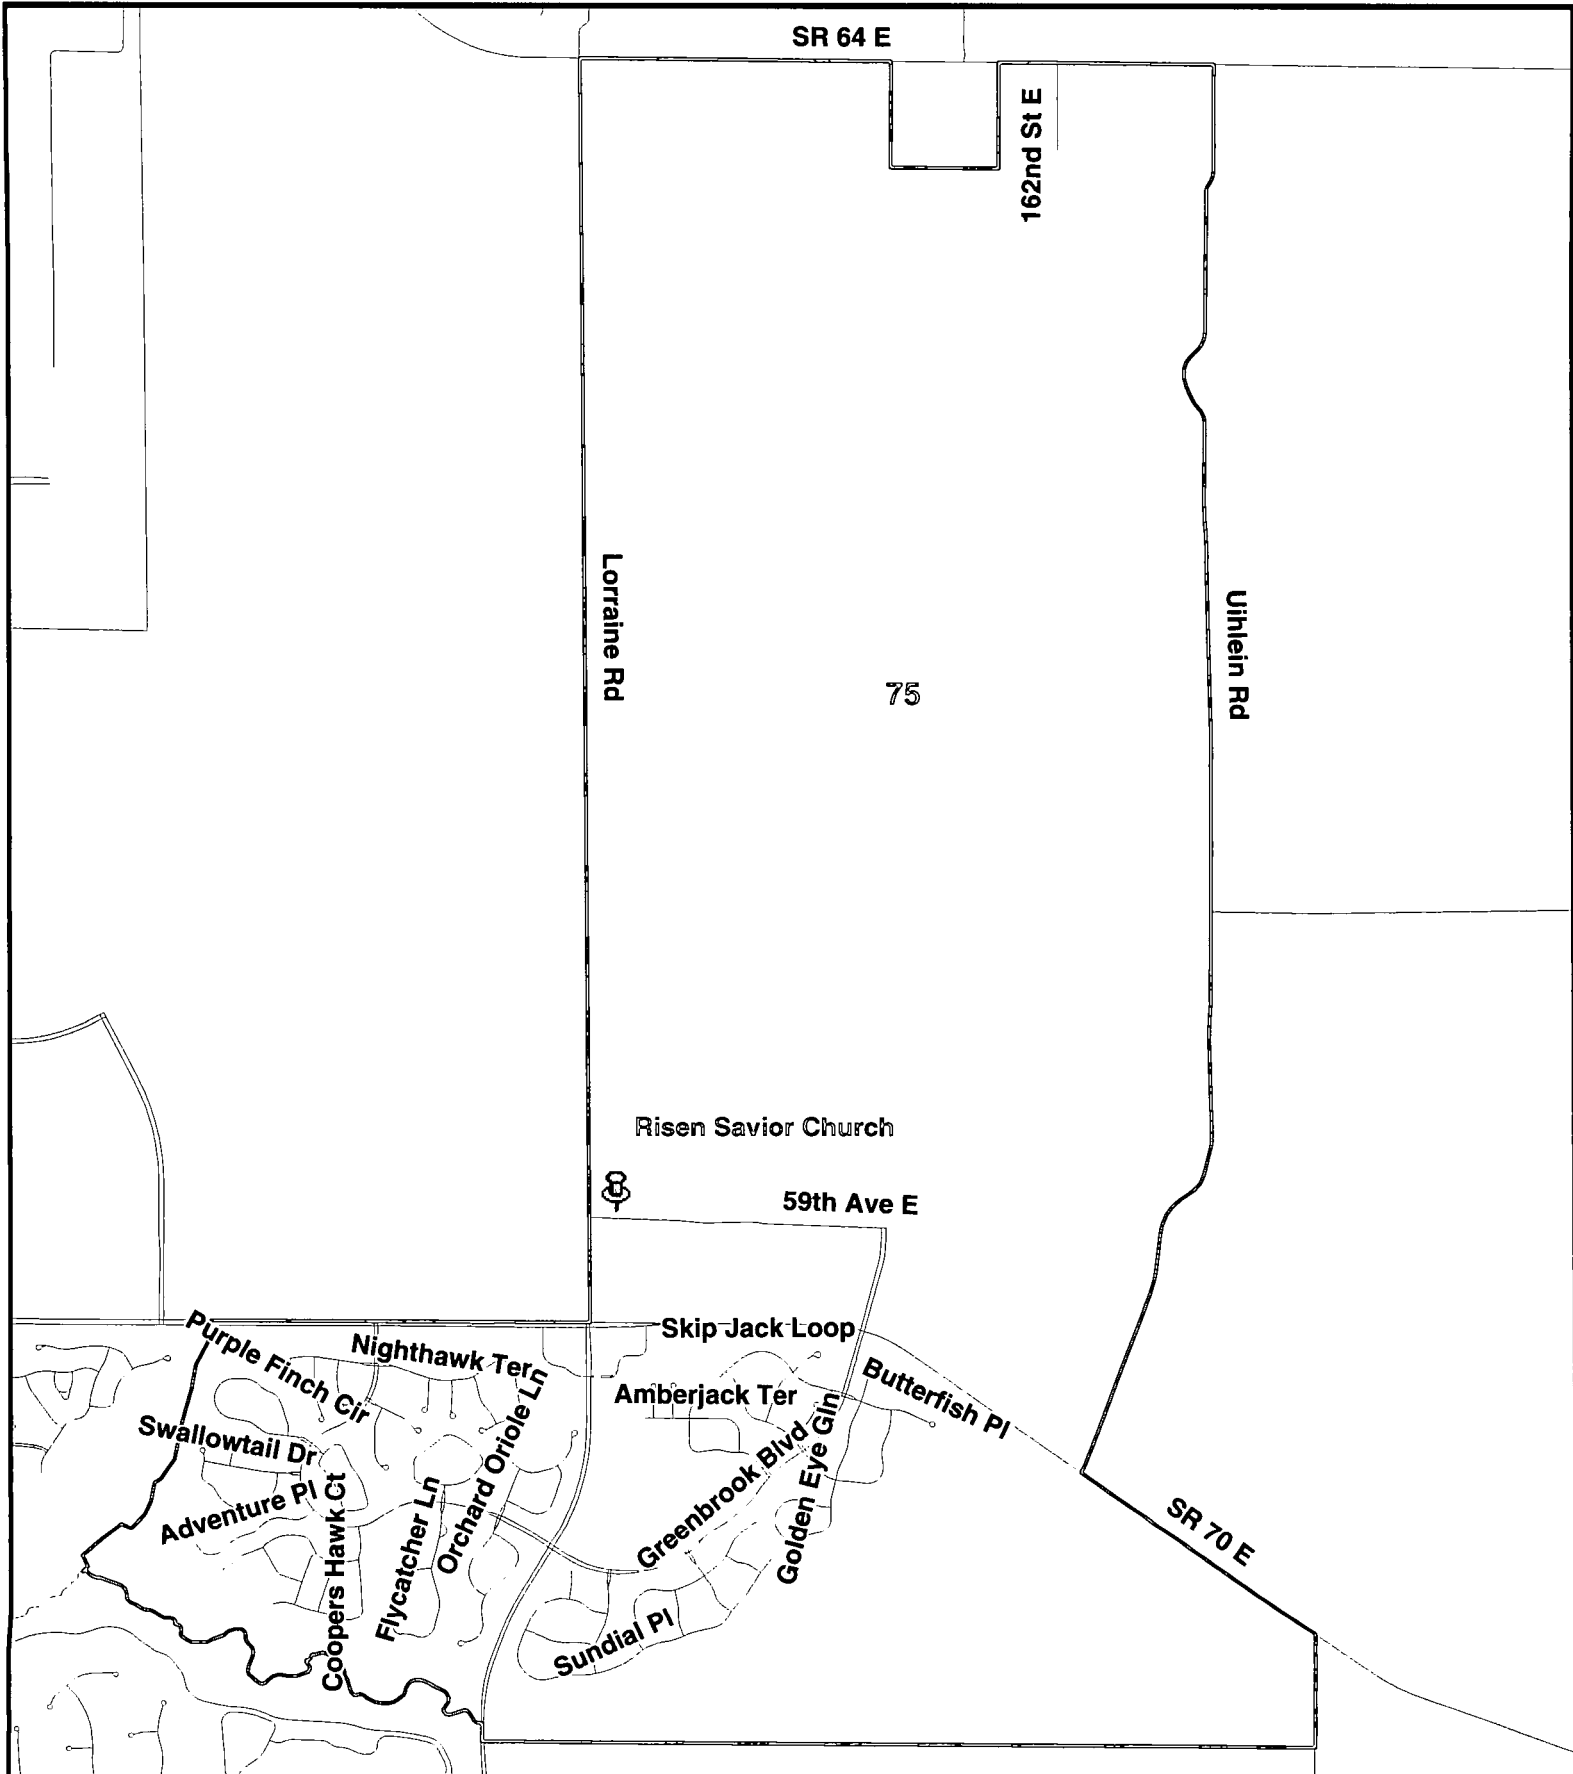 SR 64 E
162nd St E
Lorraine Rd
Uihlein Rd
75
Risen Savior Church
59th Ave E
Purple Finch Cir
Nighthawk Ter
Skip Jack Loop
Orchard Oriole Ln
Amberjack Ter
Butterfish Pl
Swallowtail Dr
Greenbrook Blvd
Golden Eye Gln
Adventure Pl
Coopers Hawk Ct
Flycatcher Ln
SR 70 E
Sundial Pl